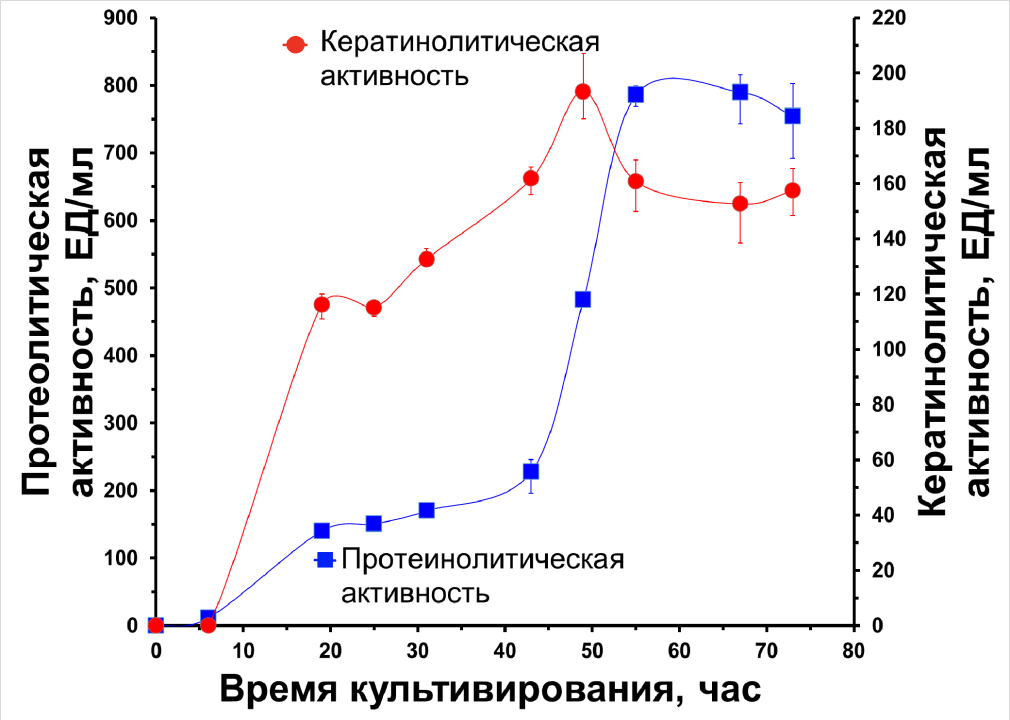 Кератинолитическая
активность
Протеинолитическая
активность
Протеолитическая
активность, ЕД/мл
900
800
700
600
500
400
300
200
100
0
220
200
180
160
140
120
100
80
60
40
20
0
Кератинолитическая
активность, ЕД/мл
0 10 20 30 40 50 60 70 80
Время культивирования, час